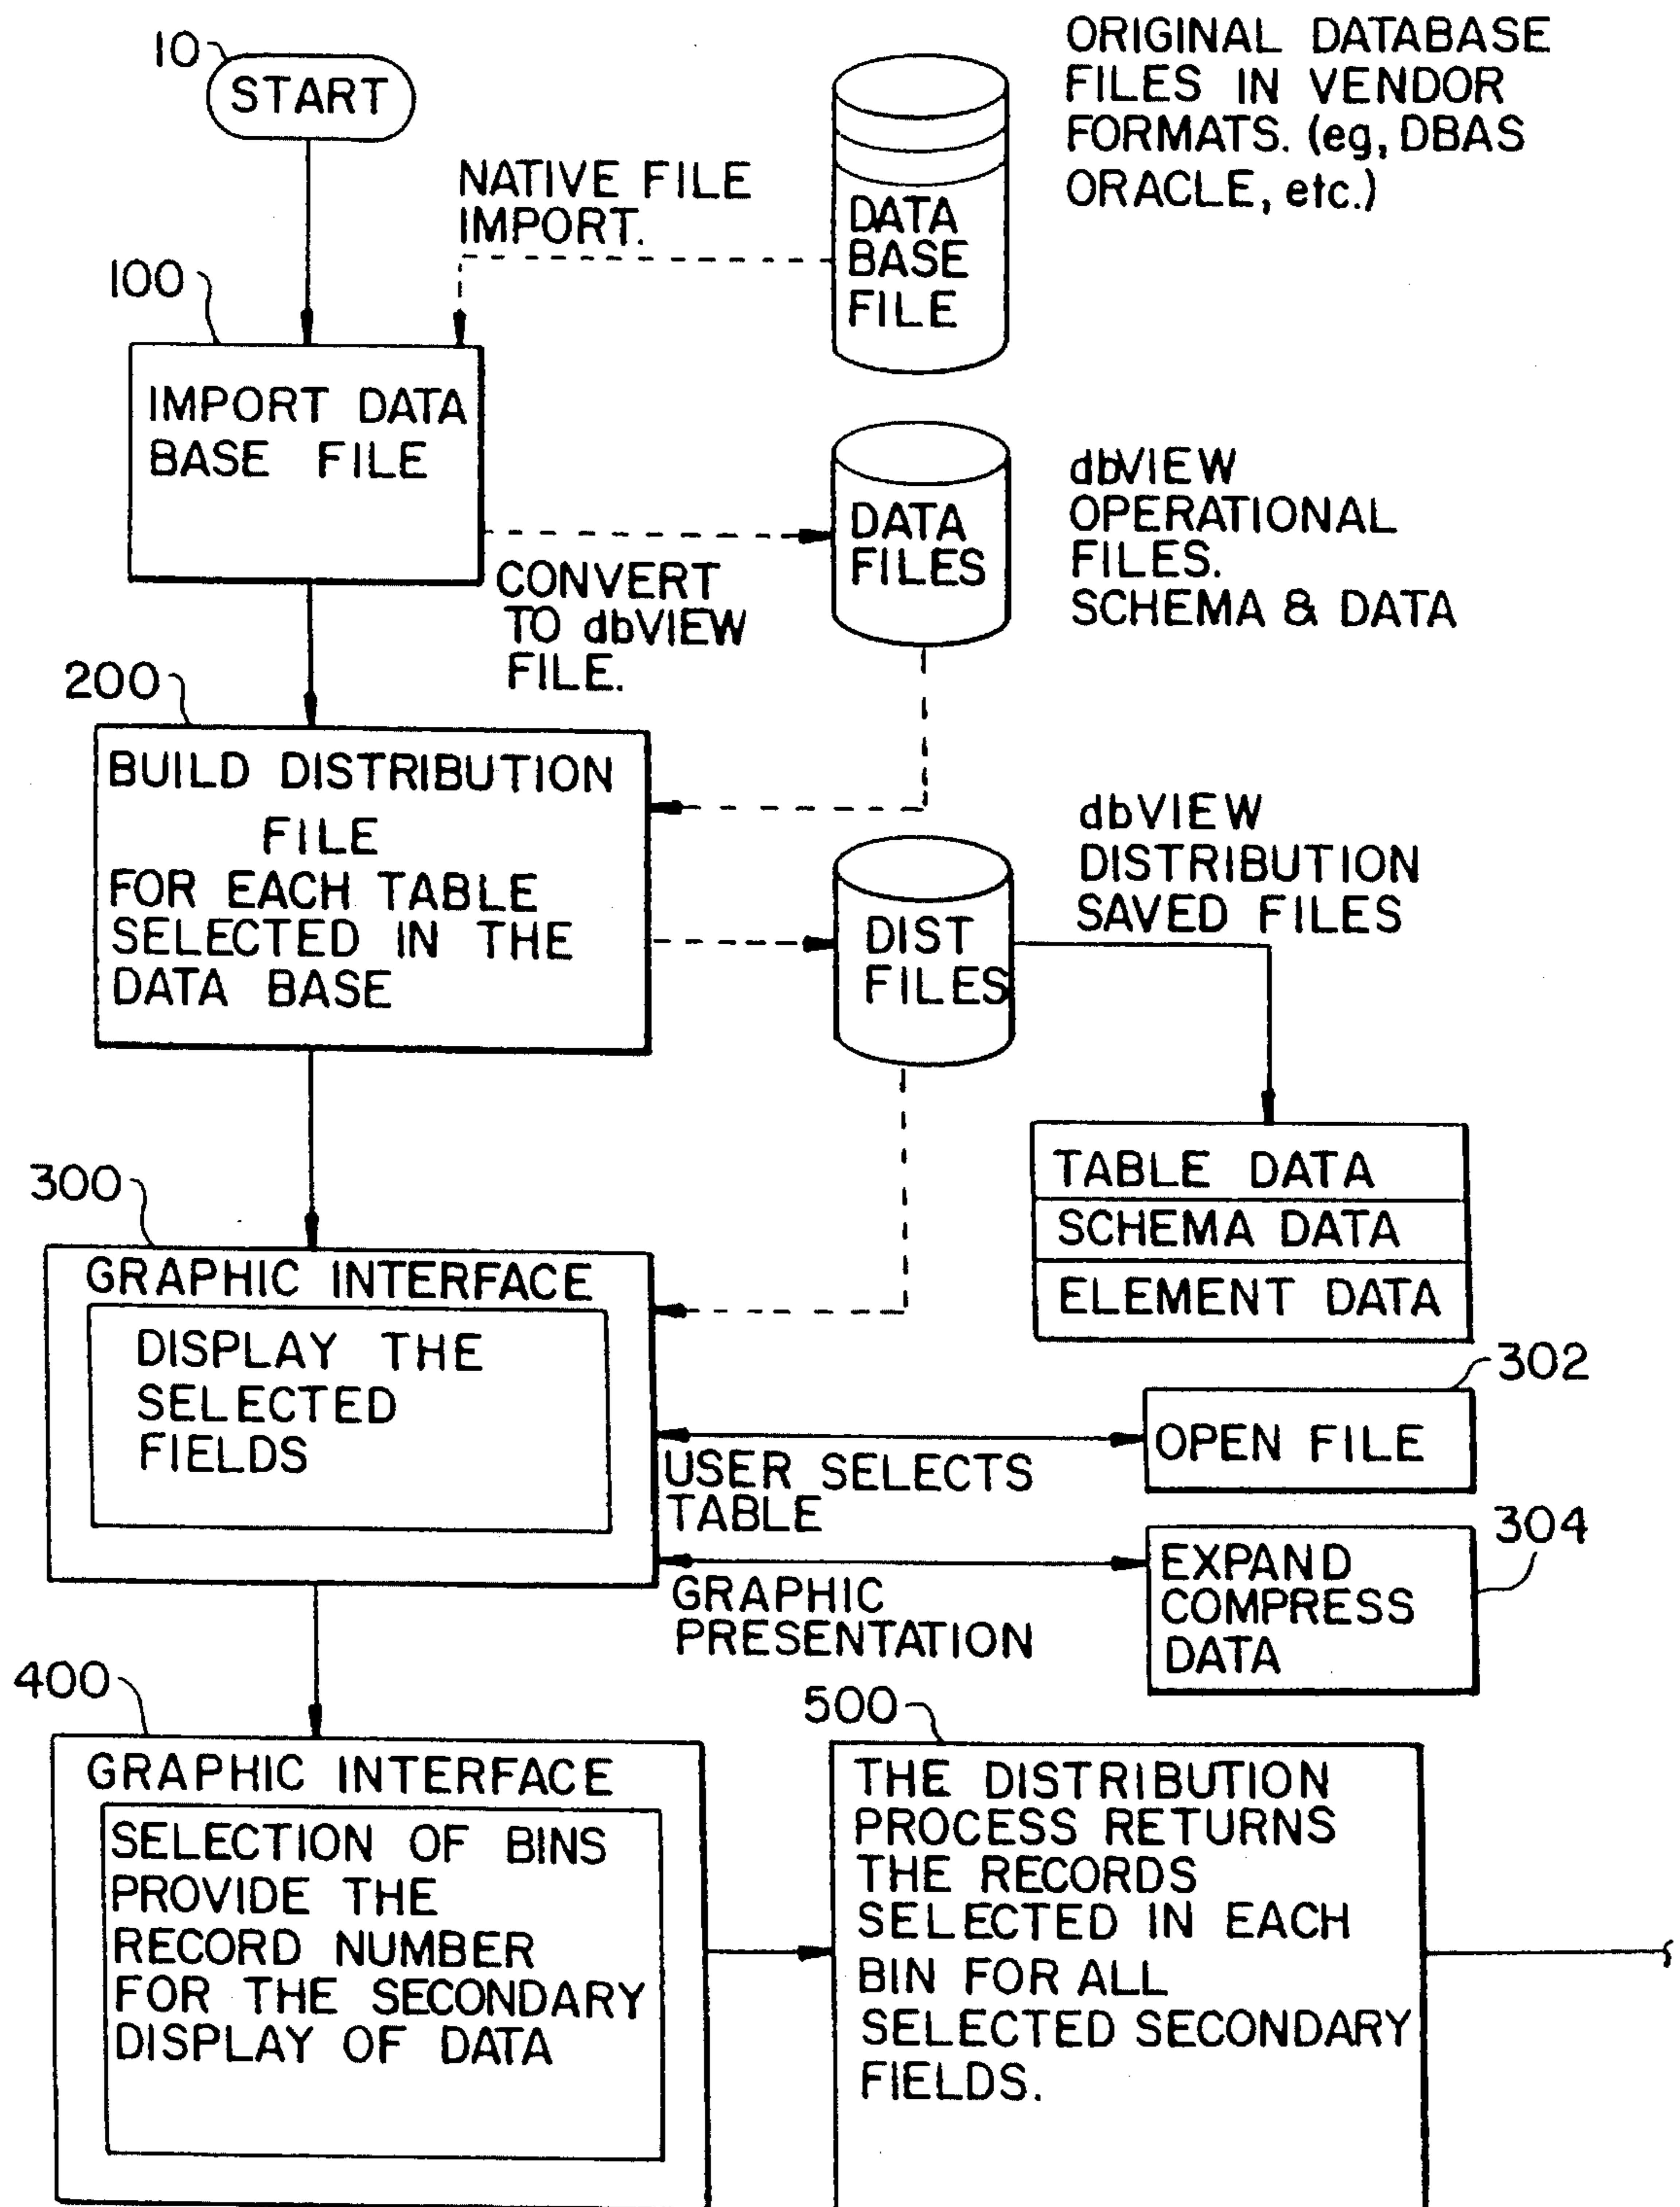 10
START
ORIGINAL DATABASE
FILES IN VENDOR
FORMATS. (eg, DBAS
ORACLE, etc.)
NATIVE FILE
IMPORT.
DATA
BASE
FILE
100
IMPORT DATA
BASE FILE
DATA
FILES
dbVIEW
OPERATIONAL
FILES.
SCHEMA & DATA
CONVERT
TO dbVIEW
FILE.
200
BUILD DISTRIBUTION
FILE
FOR EACH TABLE
SELECTED IN THE
DATA BASE
DIST
FILES
dbVIEW
DISTRIBUTION
SAVED FILES
TABLE DATA
SCHEMA DATA
ELEMENT DATA
300
GRAPHIC INTERFACE
DISPLAY THE
SELECTED
FIELDS
302
OPEN FILE
USER SELECTS
TABLE
304
EXPAND
COMPRESS
DATA
GRAPHIC
PRESENTATION
400
GRAPHIC INTERFACE
SELECTION OF BINS
PROVIDE THE
RECORD NUMBER
FOR THE SECONDARY
DISPLAY OF DATA
500
THE DISTRIBUTION
PROCESS RETURNS
THE RECORDS
SELECTED IN EACH
BIN FOR ALL
SELECTED SECONDARY
FIELDS.